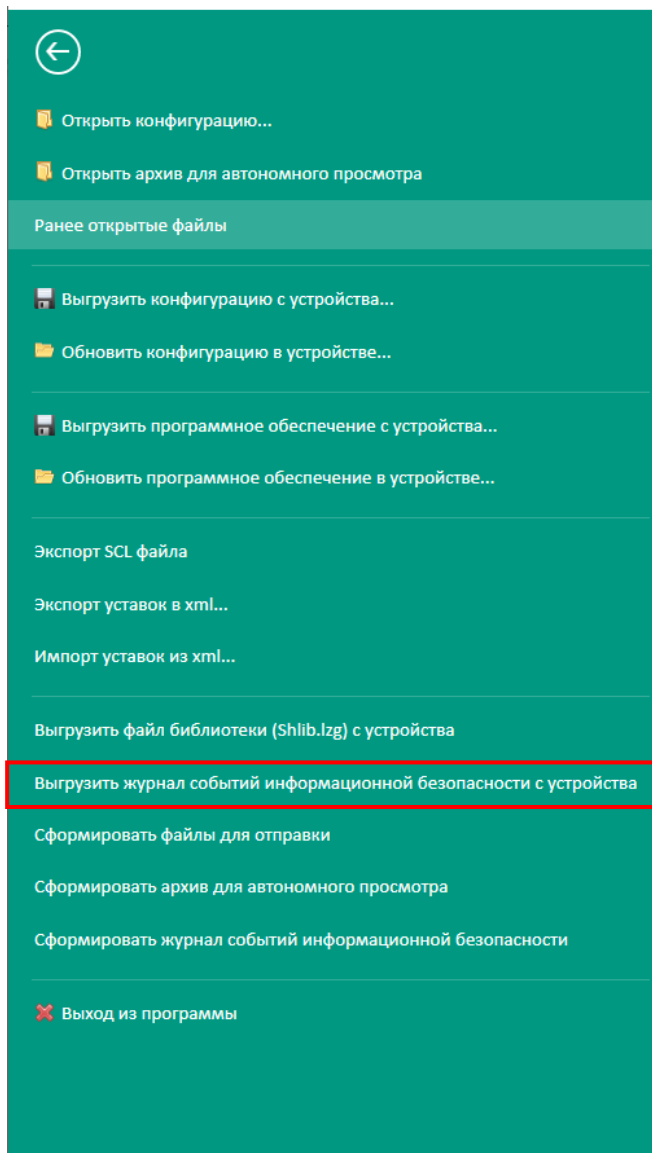 Открыть конфигурацию...
Открыть архив для автономного просмотра
Ранее открытые файлы
Выгрузить конфигурацию с устройства...
Обновить конфигурацию в устройстве...
Выгрузить программное обеспечение с устройства...
Обновить программное обеспечение в устройстве...
Экспорт SCL файла
Экспорт уставок в xml...
Импорт уставок из xml...
Выгрузить файл библиотеки (Shlib.lzg) с устройства
Выгрузить журнал событий информационной безопасности с устройства
Сформировать файлы для отправки
Сформировать архив для автономного просмотра
Сформировать журнал событий информационной безопасности
Выход из программы